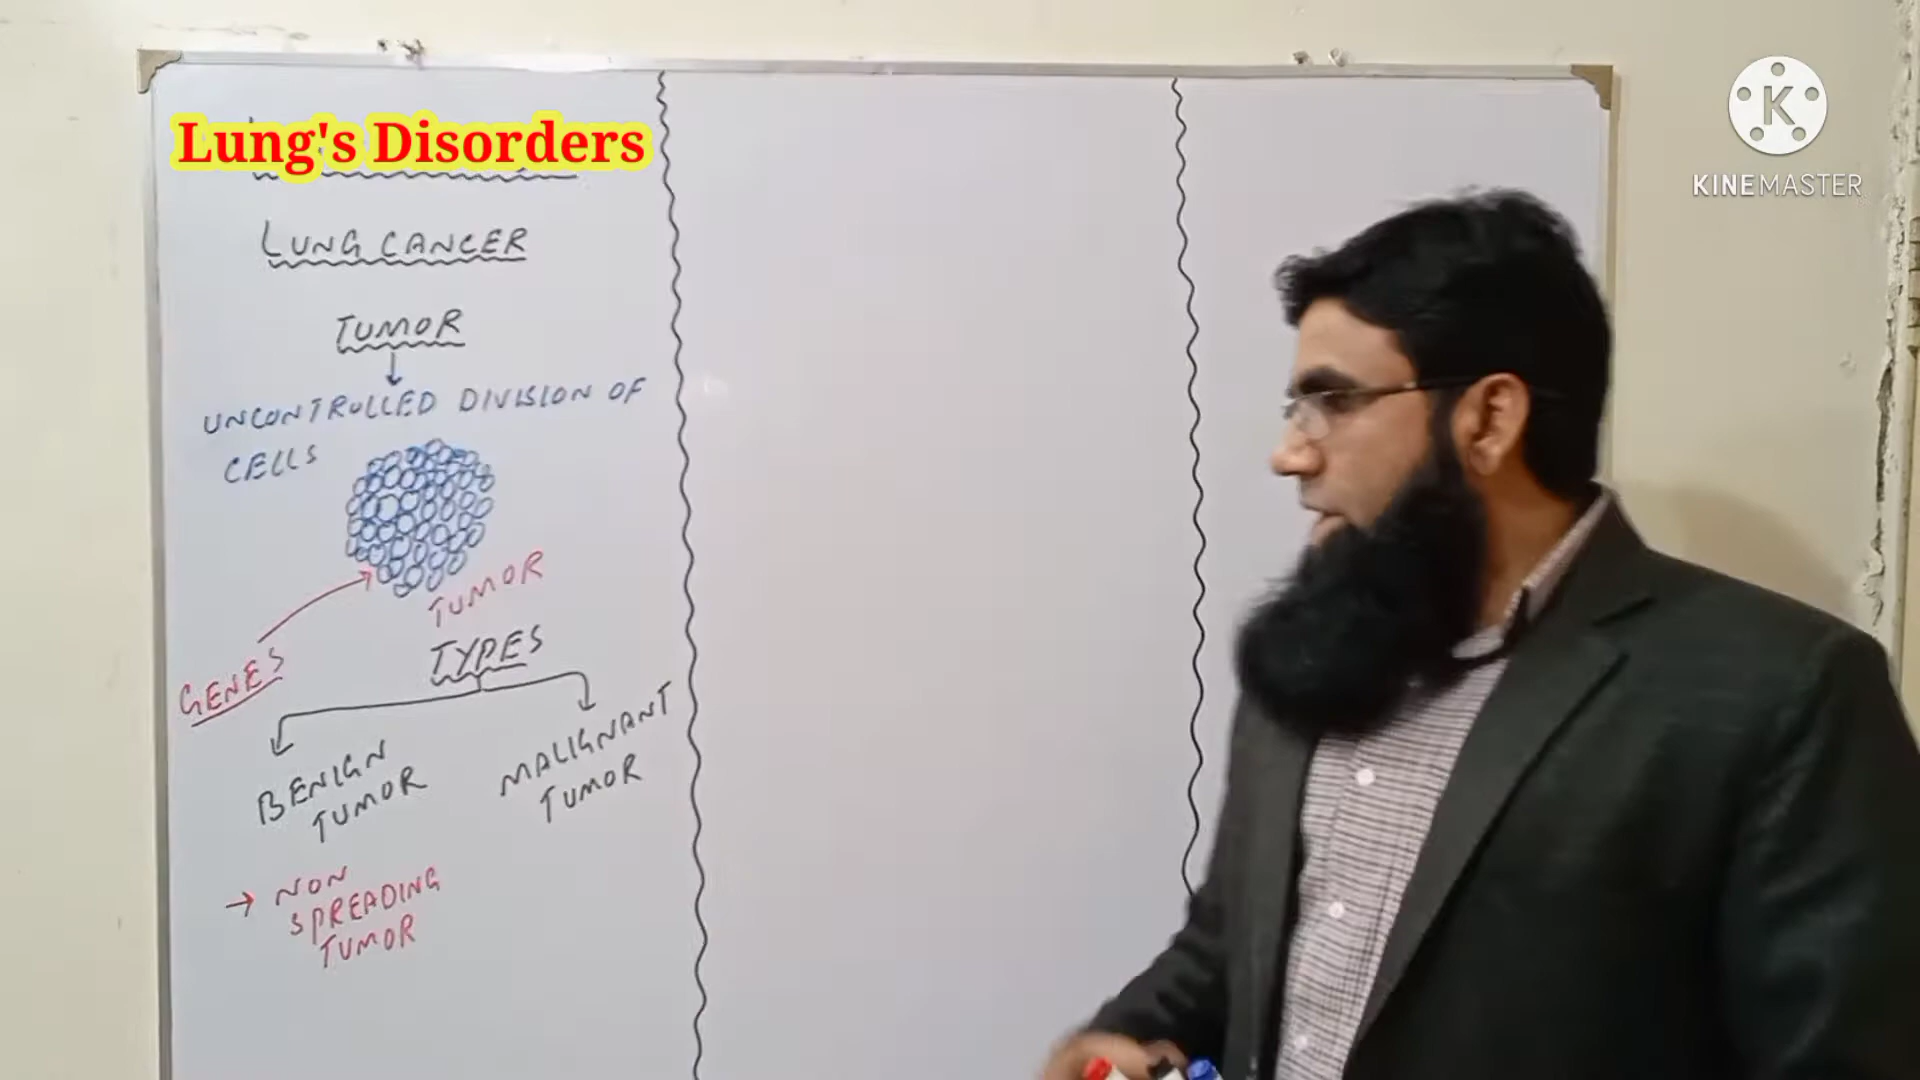 Lung's Disorders
KINEMASTER
LUNG CANCER
TUMOR
UNCONTROLLED DIVISION OF
CELLS
TUMOR
GENES
TYPES
BENIGN
TUMOR
MALIGNANT
TUMOR
→ NON
SPREADING
TUMOR